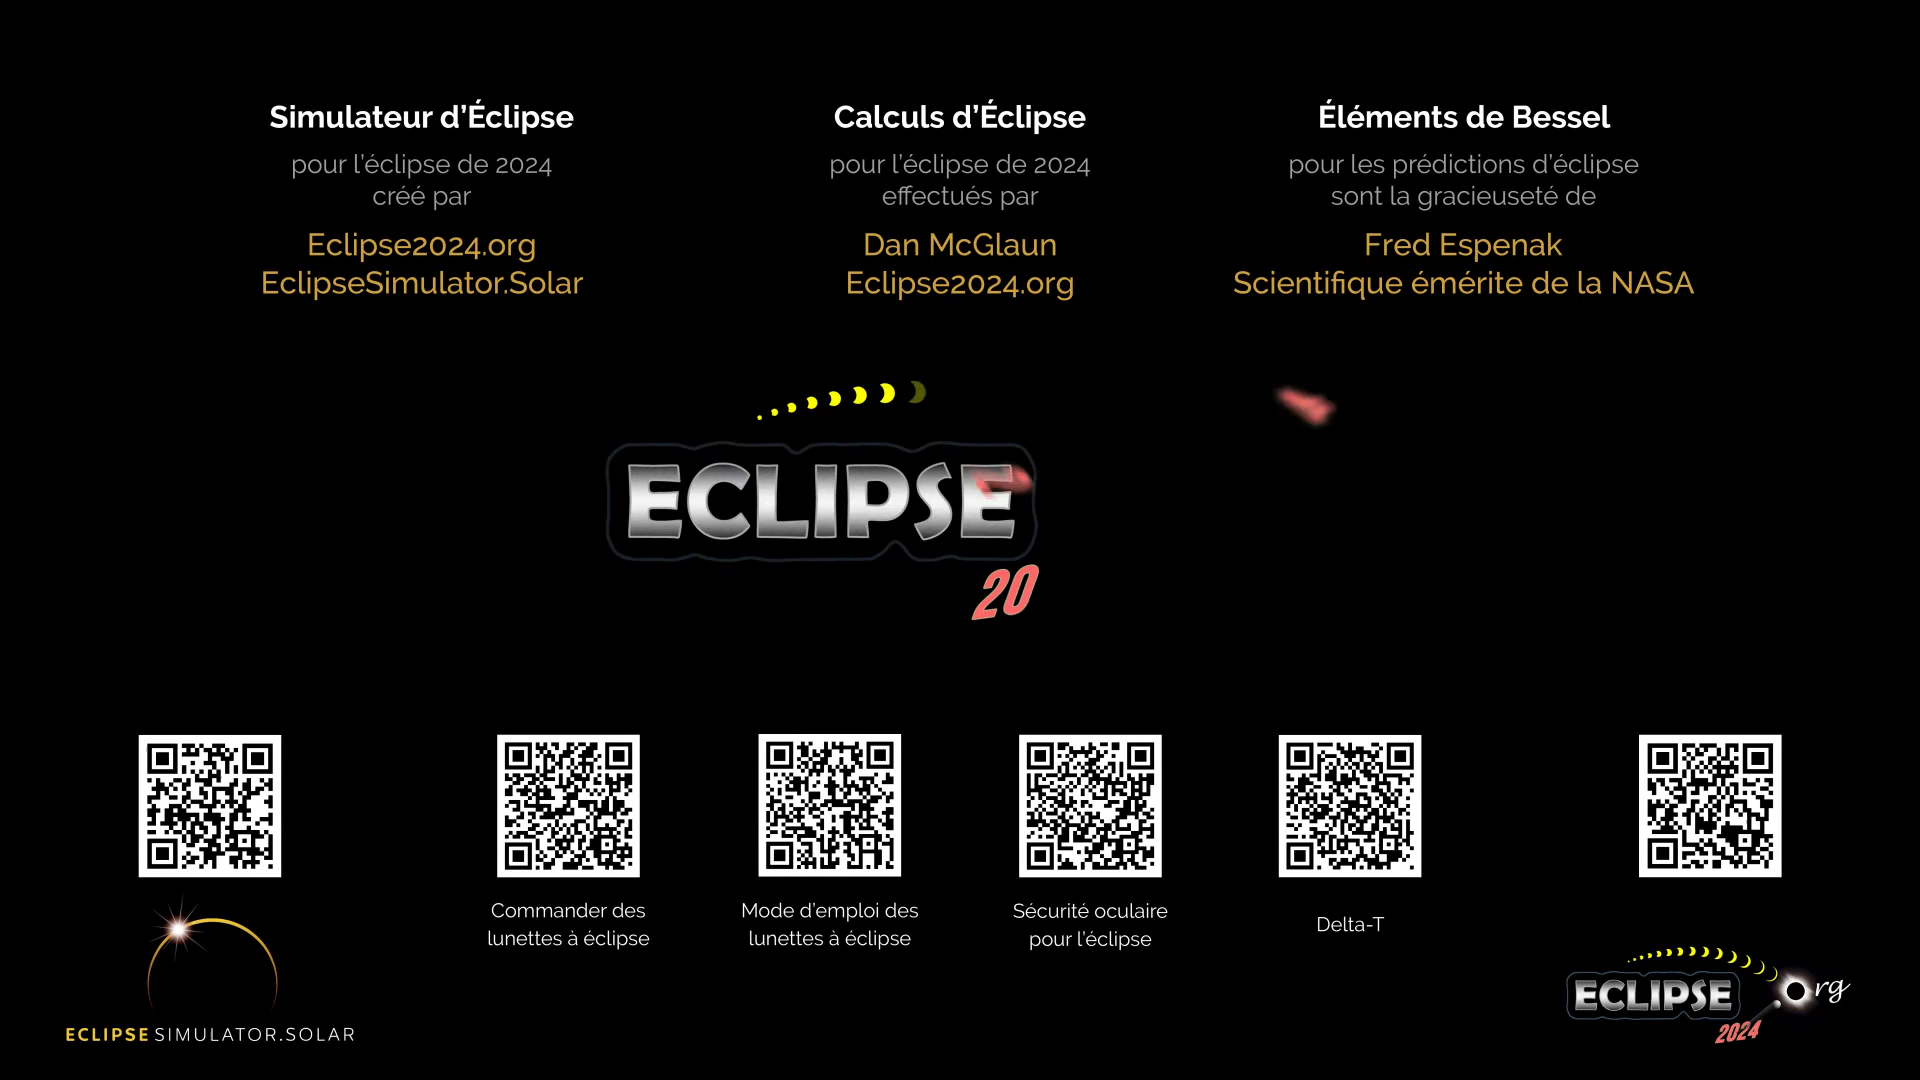 Simulateur d’Éclipse
pour l’éclipse de 2024
créé par
Eclipse2024.org
EclipseSimulator.Solar
Calculs d’Éclipse
pour l’éclipse de 2024
effectués par
Dan McGlaun
Eclipse2024.org
Éléments de Bessel
pour les prédictions d’éclipse
sont la gracieuseté de
Fred Espenak
Scientifique émérite de la NASA
ECLIPSE
20
Commander des
lunettes à éclipse
Mode d’emploi des
lunettes à éclipse
Sécurité oculaire
pour l’éclipse
Delta-T
ECLIPSESIMULATOR.SOLAR
ECLIPSE rg
2024